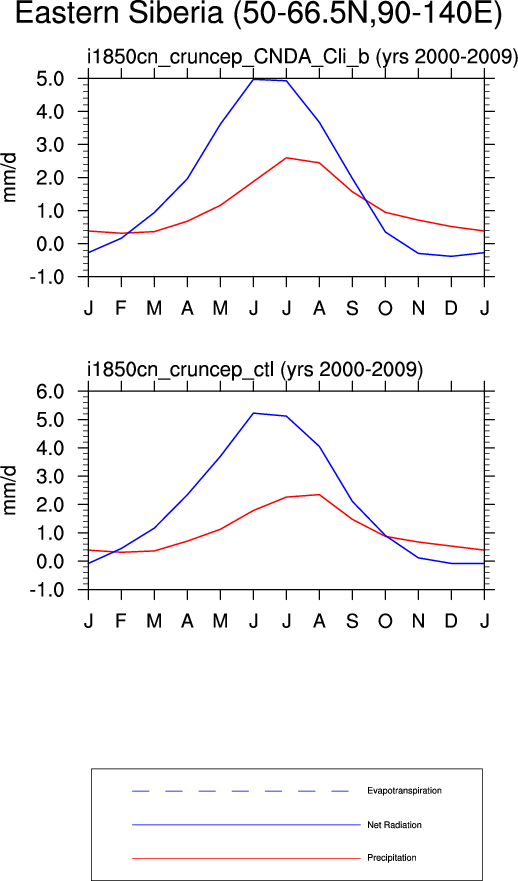 Eastern Siberia (50-66.5N,90-140E)
i1850cn_cruncep_CNDA_Cli_b (yrs 2000-2009)
5.0
4.0
3.0
2.0
1.0
0.0
-1.0
mm/d
J F M A M J J A S O N D J
i1850cn_cruncep_ctl (yrs 2000-2009)
6.0
5.0
4.0
3.0
2.0
1.0
0.0
-1.0
mm/d
J F M A M J J A S O N D J
Evapotranspiration
Net Radiation
Precipitation